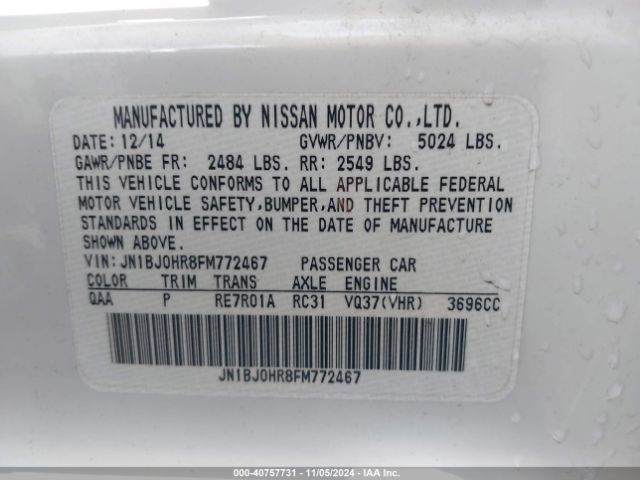 MANUFACTURED BY NISSAN MOTOR CO.,LTD.
DATE: 12/14 GVWR/PNBV: 5024 LBS.
GAWR/PNBE FR: 2484 LBS. RR: 2549 LBS.
THIS VEHICLE CONFORMS TO ALL APPLICABLE FEDERAL
MOTOR VEHICLE SAFETY,BUMPER,AND THEFT PREVENTION
STANDARDS IN EFFECT ON THE DATE OF MANUFACTURE
SHOWN ABOVE.
VIN: JN1BJ0HR8FM772467 PASSENGER CAR
COLOR TRIM TRANS AXLE ENGINE
QAA P RE7R01A RC31 VQ37(VHR) 3696CC
JN1BJ0HR8FM772467
000-40757731 - 11/05/2024 - IAA Inc.